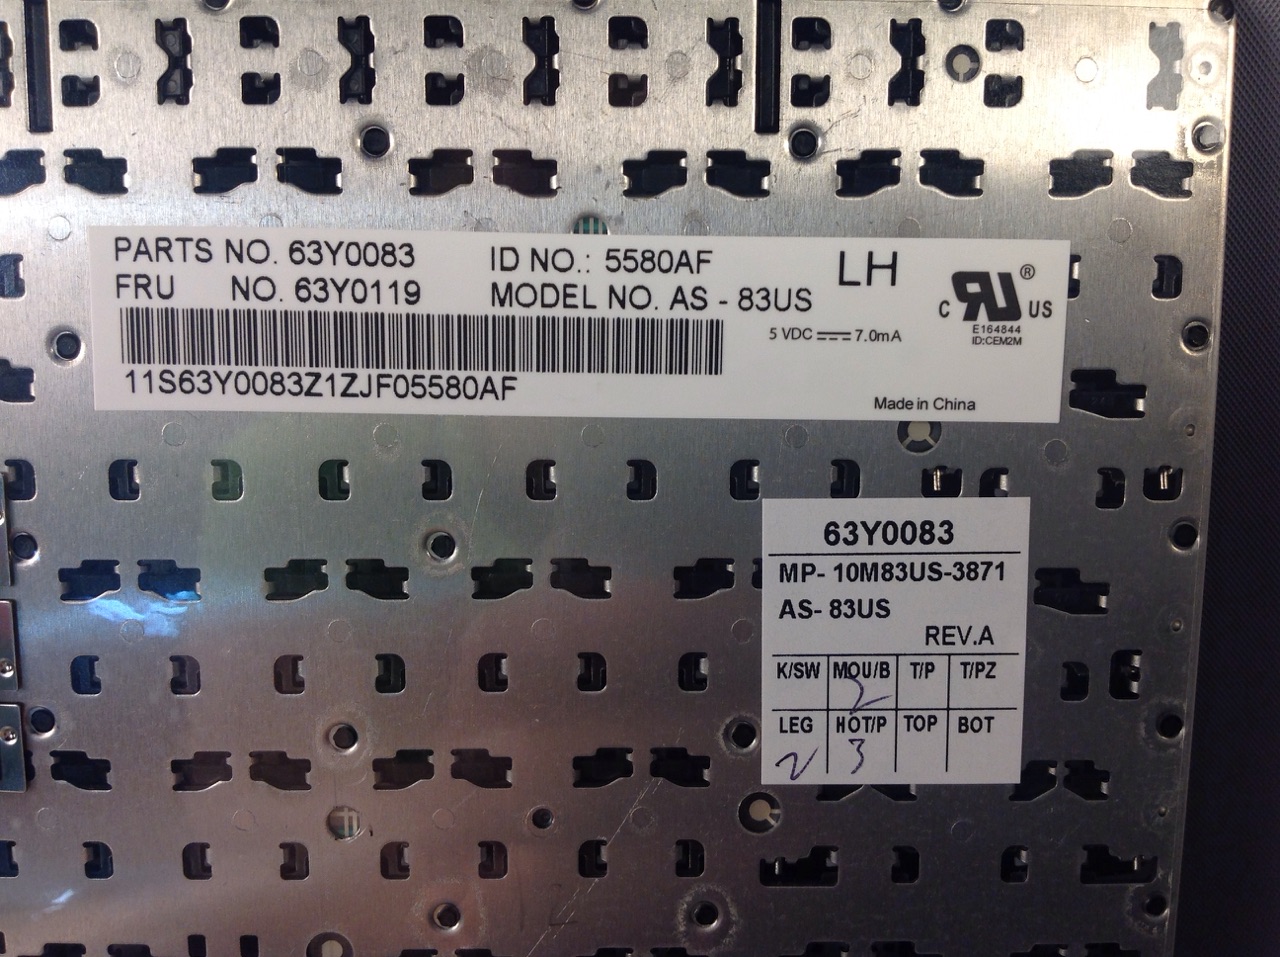 PARTS NO. 63Y0083 ID NO.: 5580AF LH
FRU NO. 63Y0119 MODEL NO. AS - 83US
C RU ® US
E164844
ID:CEM2M
5 VDC 7.0mA
11S63Y0083Z1ZJF05580AF
Made in China
63Y0083
MP- 10M83US-3871
AS- 83US
REV.A
K/SW MOU/B T/P T/PZ
2
LEG HOT/P TOP BOT
2 3